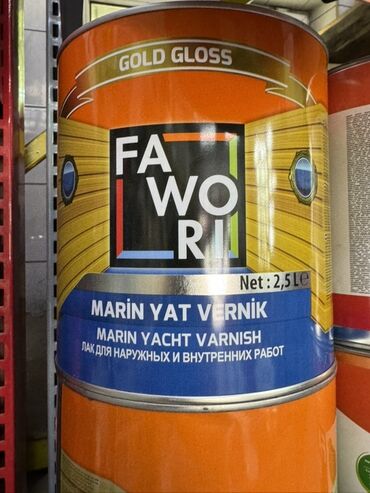 GOLD GLOSS
FA
WO
RI
Net : 2,5 L e
MARİN YAT VERNİK
MARIN YACHT VARNISH
ЛАК ДЛЯ НАРУЖНЫХ И ВНУТРЕННИХ РАБОТ